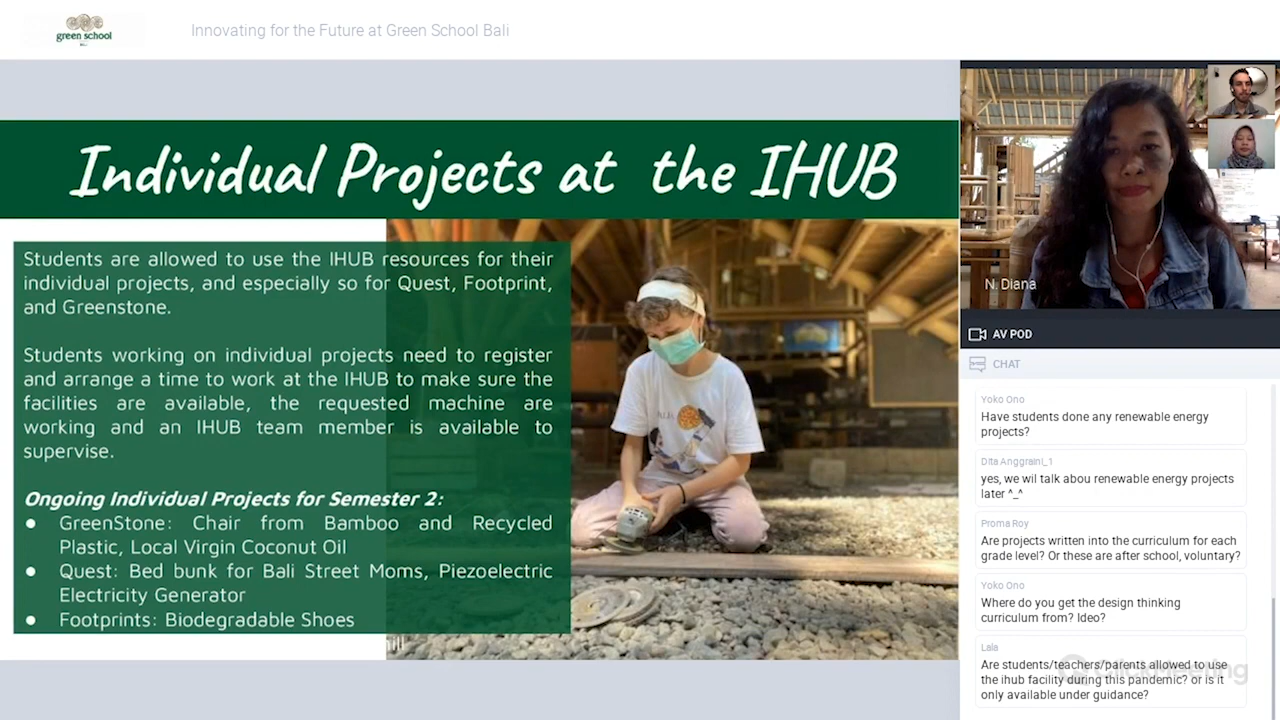 green school
Innovating for the Future at Green School Bali
Individual Projects at the IHUB
Students are allowed to use the IHUB resources for their
individual projects, and especially so for Quest, Footprint,
and Greenstone.
Students working on individual projects need to register
and arrange a time to work at the IHUB to make sure the
facilities are available, the requested machine are
working and an IHUB team member is available to
supervise.
Ongoing Individual Projects for Semester 2:
● GreenStone: Chair from Bamboo and Recycled
Plastic, Local Virgin Coconut Oil
● Quest: Bed bunk for Bali Street Moms, Piezoelectric
Electricity Generator
● Footprints: Biodegradable Shoes
N. Diana
AV POD
CHAT
Yoko Ono
Have students done any renewable energy
projects?
Dita Anggraini_1
yes, we wil talk abou renewable energy projects
later ^_^
Proma Roy
Are projects written into the curriculum for each
grade level? Or these are after school, voluntary?
Yoko Ono
Where do you get the design thinking
curriculum from? Ideo?
Lala
Are students/teachers/parents allowed to use
the ihub facility during this pandemic? or is it
only available under guidance?
ClickMeeting